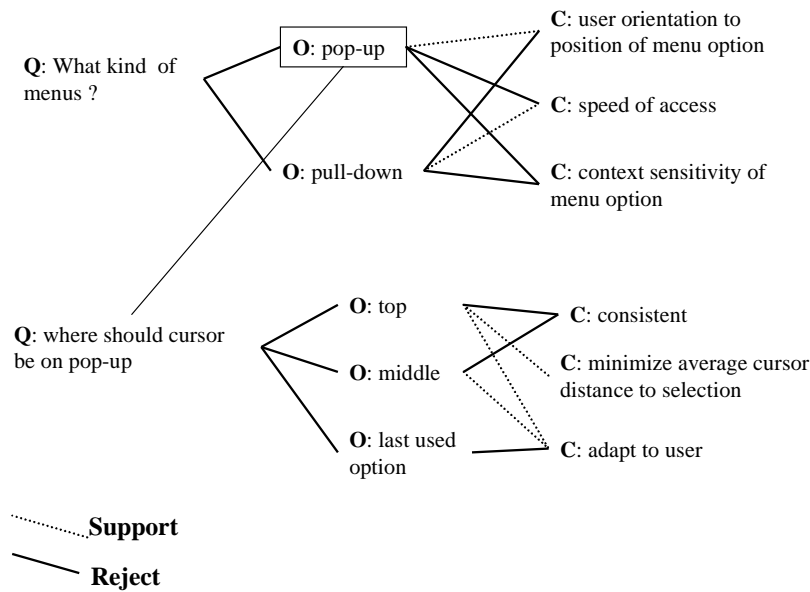 Q: What kind of
menus ?
O: pop-up
O: pull-down
C: user orientation to
position of menu option
C: speed of access
C: context sensitivity of
menu option
Q: where should cursor
be on pop-up
O: top
O: middle
O: last used
option
C: consistent
C: minimize average cursor
distance to selection
C: adapt to user
Support
Reject